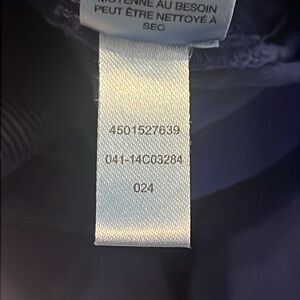 MOYENNE AU BESOIN
PEUT ÊTRE NETTOYÉ À
SEC
4501527639
041-14C03284
024